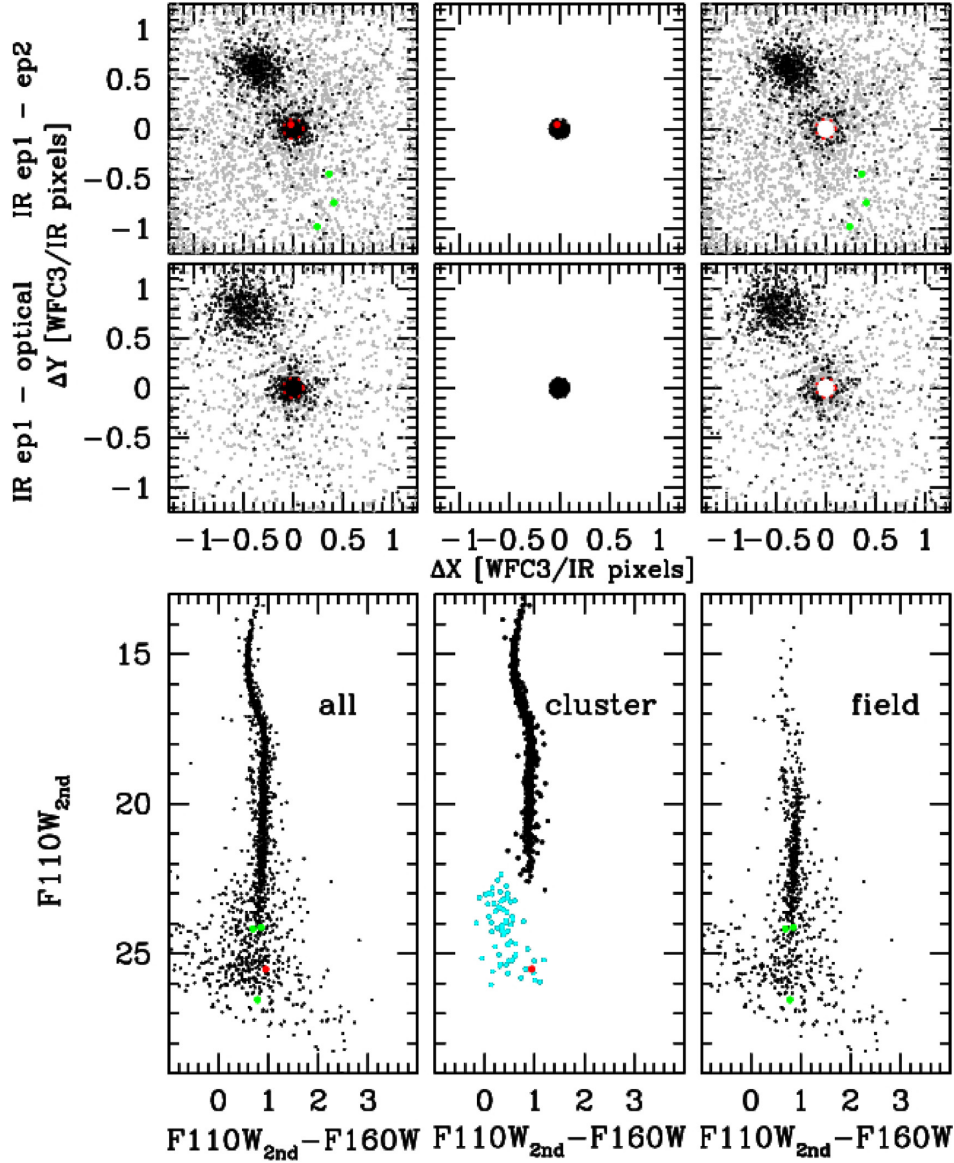 IR ep1 - optical IR ep1 - ep2
ΔY [WFC3/IR pixels]
0.5
0
−0.5
−1
1
0.5
0
−0.5
−1
−1 −0.5 0 0.5 1
−1 −0.5 0 0.5 1
−1 −0.5 0 0.5 1
ΔX [WFC3/IR pixels]
F110W2nd
15
20
25
all
cluster
field
0 1 2 3
0 1 2 3
0 1 2 3
F110W2nd−F160W
F110W2nd−F160W
F110W2nd−F160W